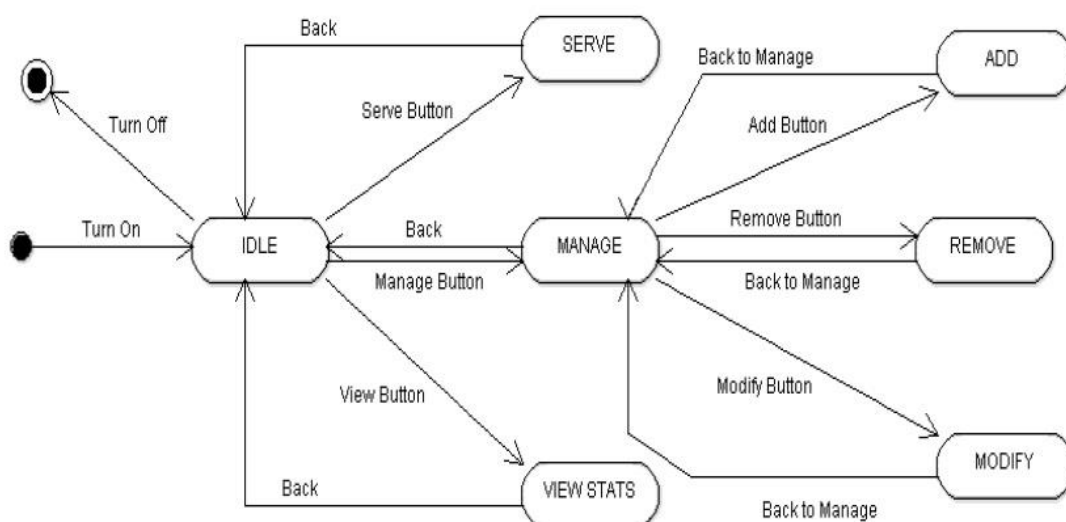 Back
SERVE
Back to Manage
ADD
Serve Button
Turn Off
Add Button
Turn On
IDLE
Back
MANAGE
Remove Button
REMOVE
Manage Button
Back to Manage
View Button
Modify Button
Back
VIEW STATS
MODIFY
Back to Manage